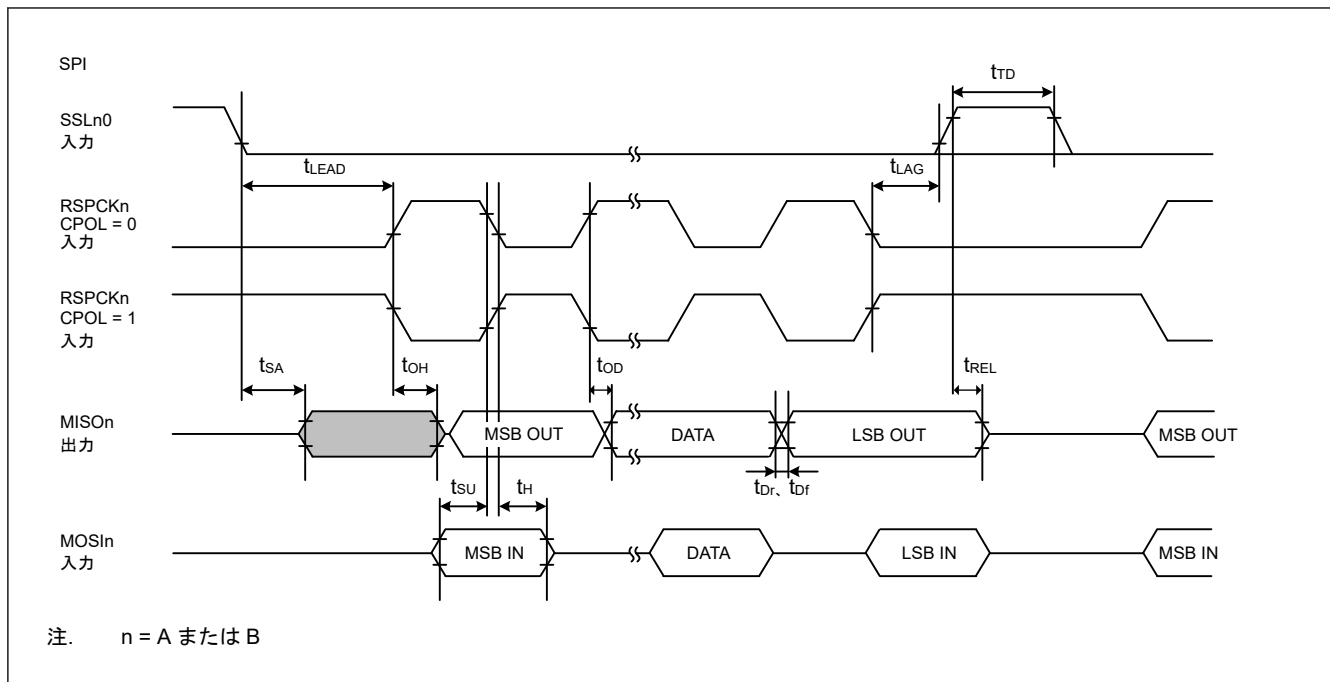 SPI
tTD
SSLn0
入力
tLEAD
tLAG
RSPCKn
CPOL = 0
入力
RSPCKn
CPOL = 1
入力
tSA
tOH
tOD
tREL
MISOn
出力
MSB OUT
DATA
LSB OUT
MSB OUT
tSU
tH
tDr、tDf
MOSIn
入力
MSB IN
DATA
LSB IN
MSB IN
注. n = A または B